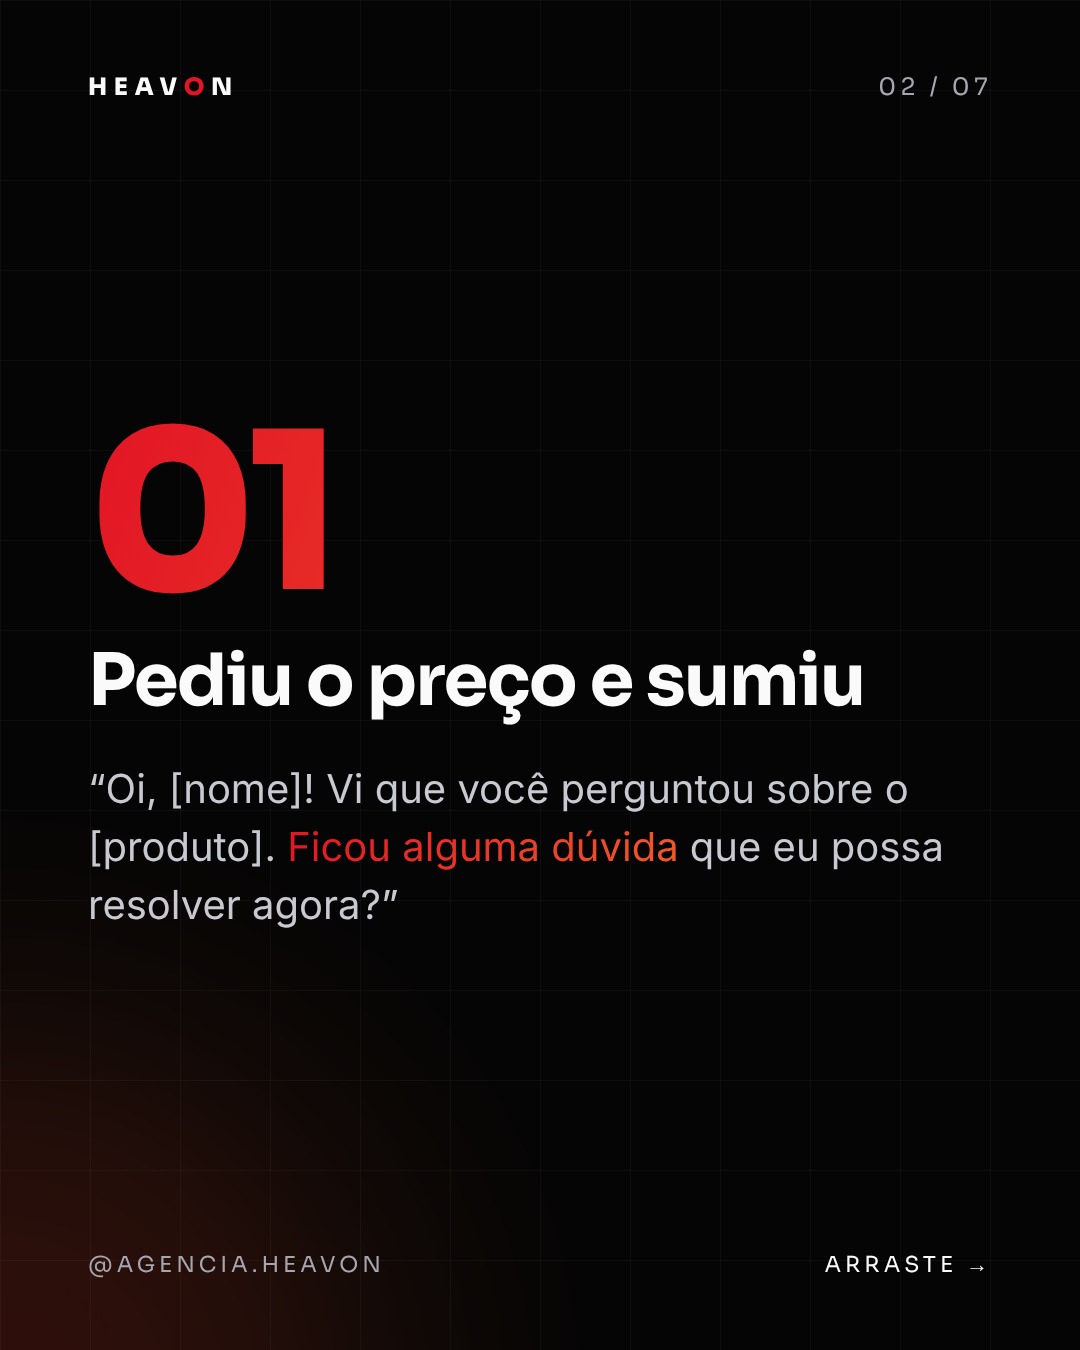 HEAVON
02 / 07
01
Pediu o preço e sumiu
“Oi, [nome]! Vi que você perguntou sobre o
[produto]. Ficou alguma dúvida que eu possa
resolver agora?”
@AGENCIA.HEAVON
ARRASTE →